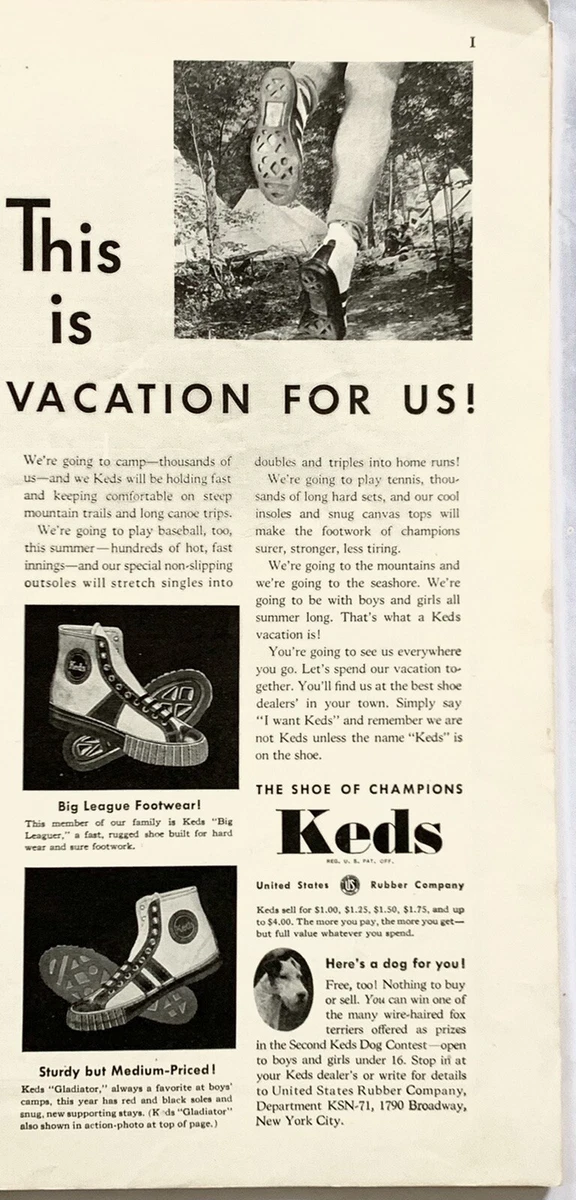 I
This
is
VACATION FOR US!
We're going to camp—thousands of
us—and we Keds will be holding fast
and keeping comfortable on steep
mountain trails and long canoe trips.
We're going to play baseball, too,
this summer—hundreds of hot, fast
innings—and our special non-slipping
outsoles will stretch singles into
Keds
Big League Footwear!
This member of our family is Keds "Big
Leaguer," a fast, rugged shoe built for hard
wear and sure footwork.
Keds
Sturdy but Medium-Priced!
Keds "Gladiator," always a favorite at boys'
camps, this year has red and black soles and
snug, new supporting stays. (K ds "Gladiator"
also shown in action-photo at top of page.)
doubles and triples into home runs!
We're going to play tennis, thou-
sands of long hard sets, and our cool
insoles and snug canvas tops will
make the footwork of champions
surer, stronger, less tiring.
We're going to the mountains and
we're going to the seashore. We're
going to be with boys and girls all
summer long. That's what a Keds
vacation is!
You're going to see us everywhere
you go. Let's spend our vacation to-
gether. You'll find us at the best shoe
dealers' in your town. Simply say
"I want Keds" and remember we are
not Keds unless the name "Keds" is
on the shoe.
THE SHOE OF CHAMPIONS
Keds
REG. U. S. PAT. OFF.
United States US Rubber Company
Keds sell for $1.00, $1.25, $1.50, $1.75, and up
to $4.00. The more you pay, the more you get—
but full value whatever you spend.
Here's a dog for you!
Free, too! Nothing to buy
or sell. You can win one of
the many wire-haired fox
terriers offered as prizes
in the Second Keds Dog Contest—open
to boys and girls under 16. Stop in at
your Keds dealer's or write for details
to United States Rubber Company,
Department KSN-71, 1790 Broadway,
New York City.